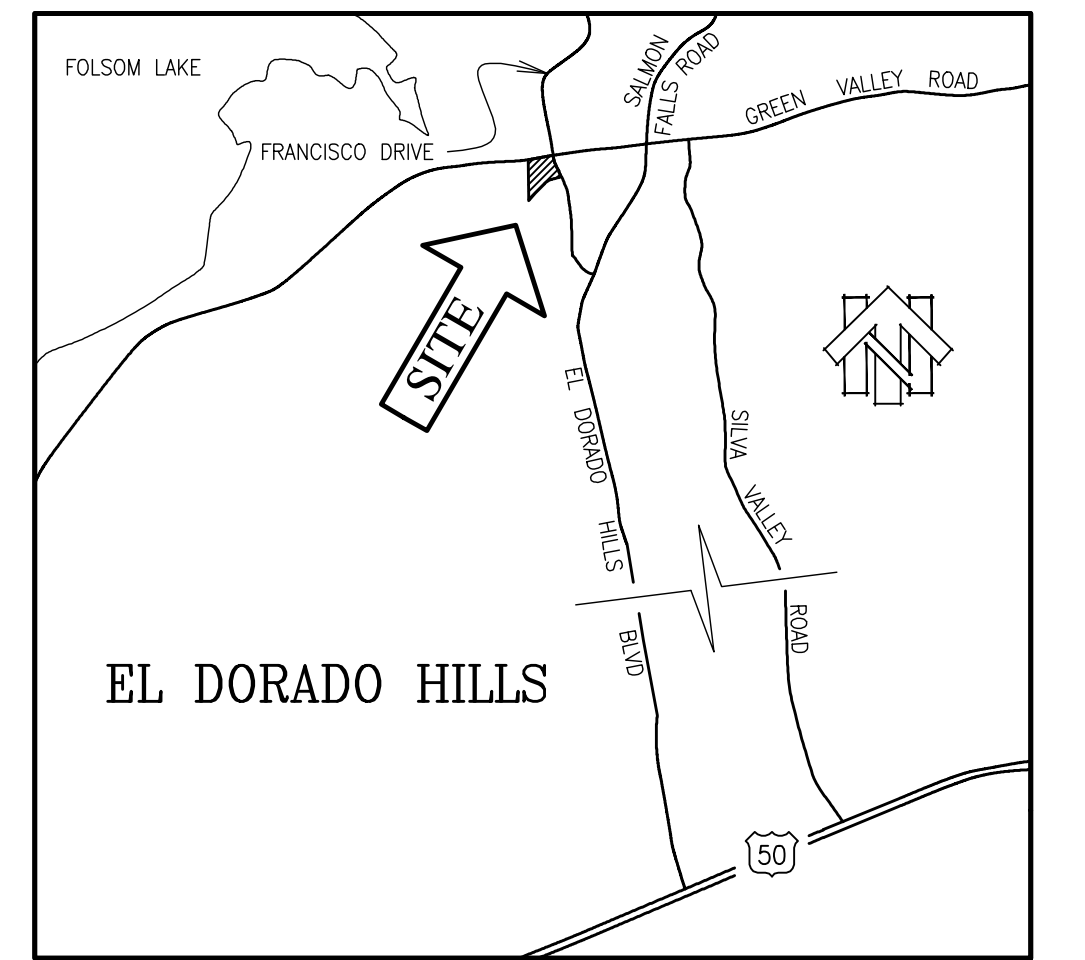 FOLSOM LAKE
SALMON
FALLS ROAD
GREEN VALLEY ROAD
FRANCISCO DRIVE
SITE
N
EL DORADO HILLS
BLVD
SILVA VALLEY
ROAD
EL DORADO HILLS
50